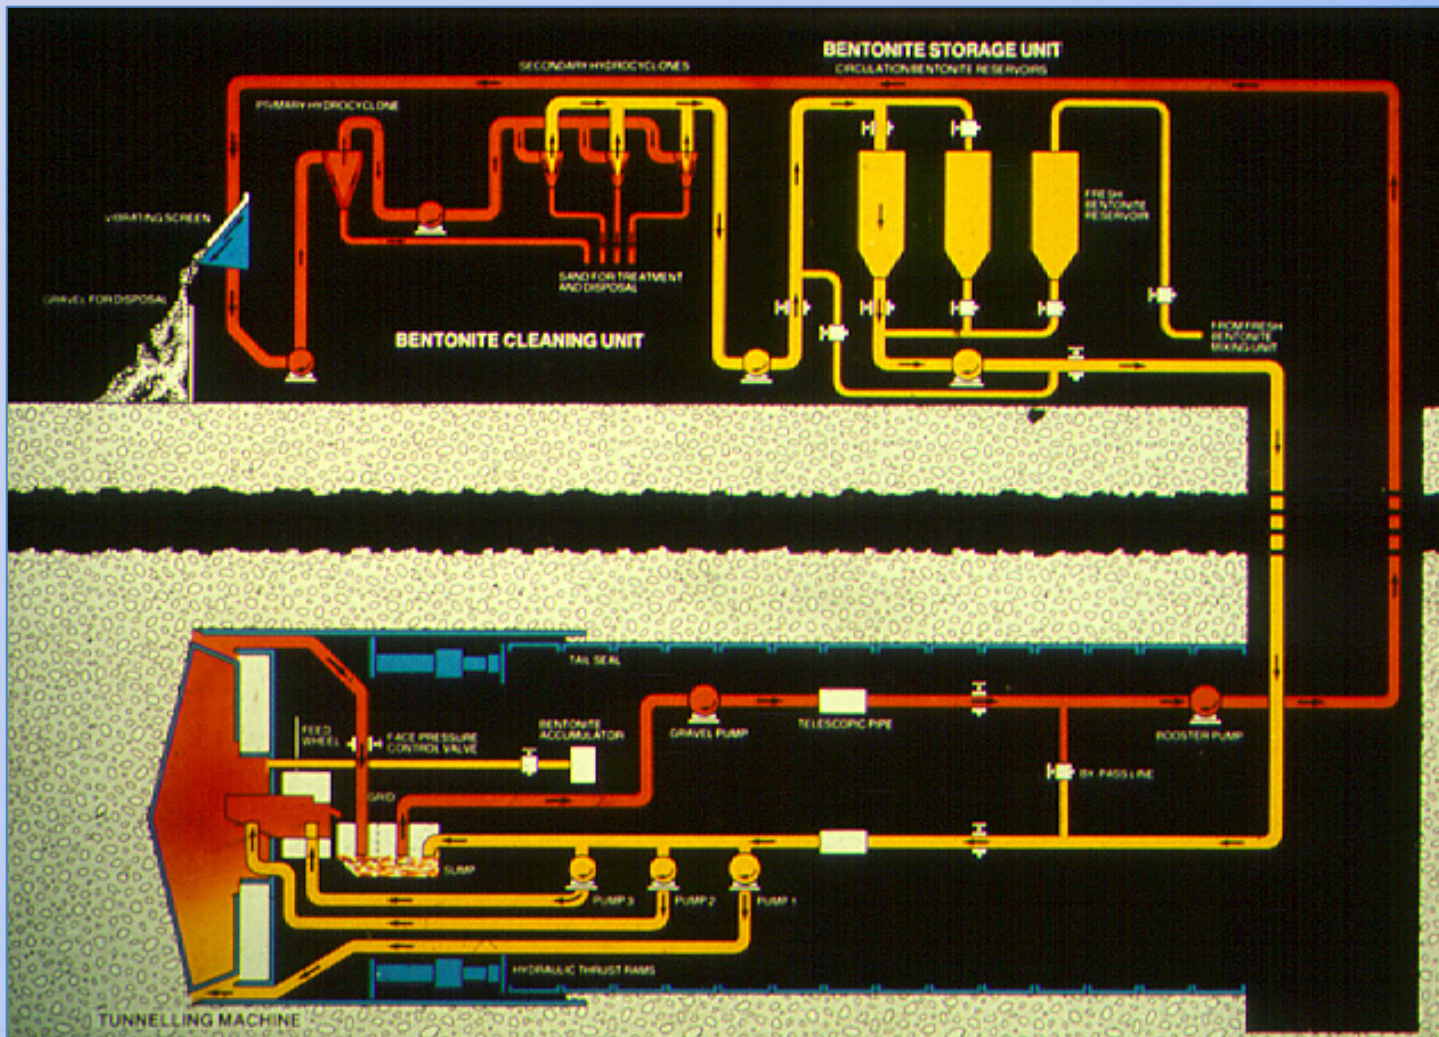 BENTONITE STORAGE UNIT
CIRCULATION BENTONITE RESERVOIRS
SECONDARY HYDROCYCLONES
PRIMARY HYDROCYCLONE
VIBRATING SCREEN
FRESH
BENTONITE
RESERVOIR
SAND FOR TREATMENT
AND DISPOSAL
GRAVEL FOR DISPOSAL
BENTONITE CLEANING UNIT
FROM FRESH
BENTONITE
MIXING UNIT
TAIL SEAL
FEED
WHEEL
FACE PRESSURE
CONTROL VALVE
BENTONITE
ACCUMULATOR
GRAVEL PUMP
TELESCOPIC PIPE
BOOSTER PUMP
BY-PASS LINE
GRID
SUMP
PUMP 3
PUMP 2
PUMP 1
HYDRAULIC THRUST RAMS
TUNNELLING MACHINE